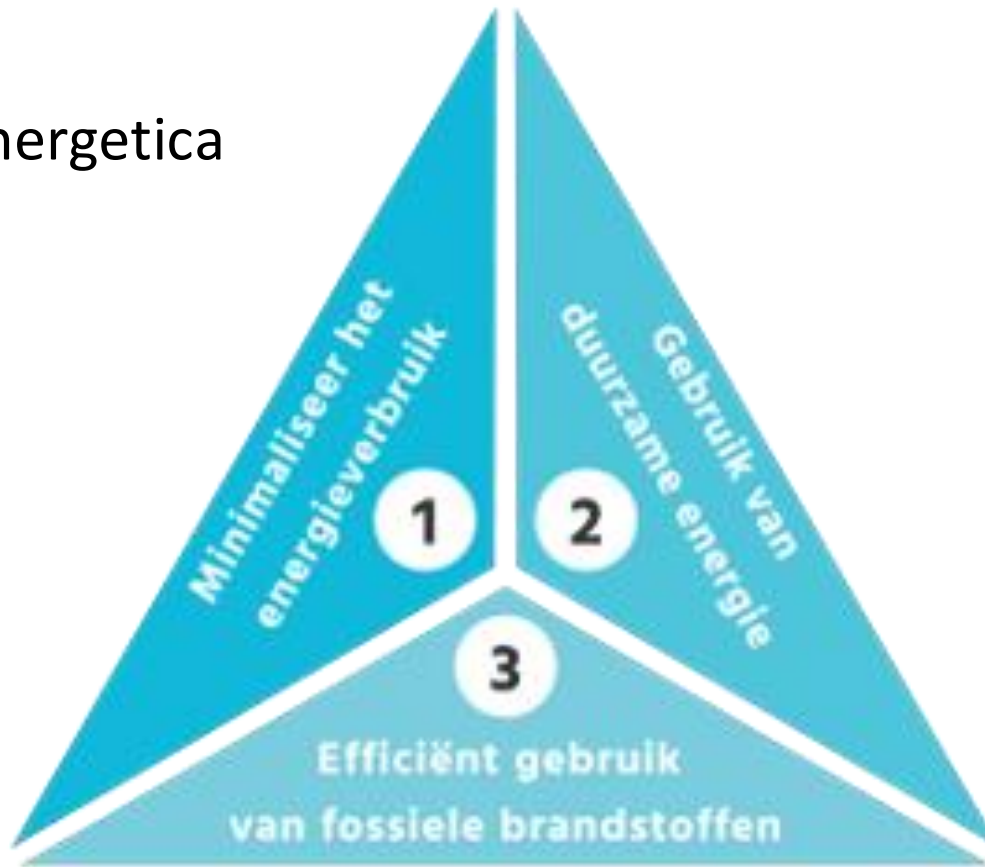 nergetica
Minimaliseer het
energieverbruik
1
Gebruik van
duurzame energie
2
3
Efficiënt gebruik
van fossiele brandstoffen